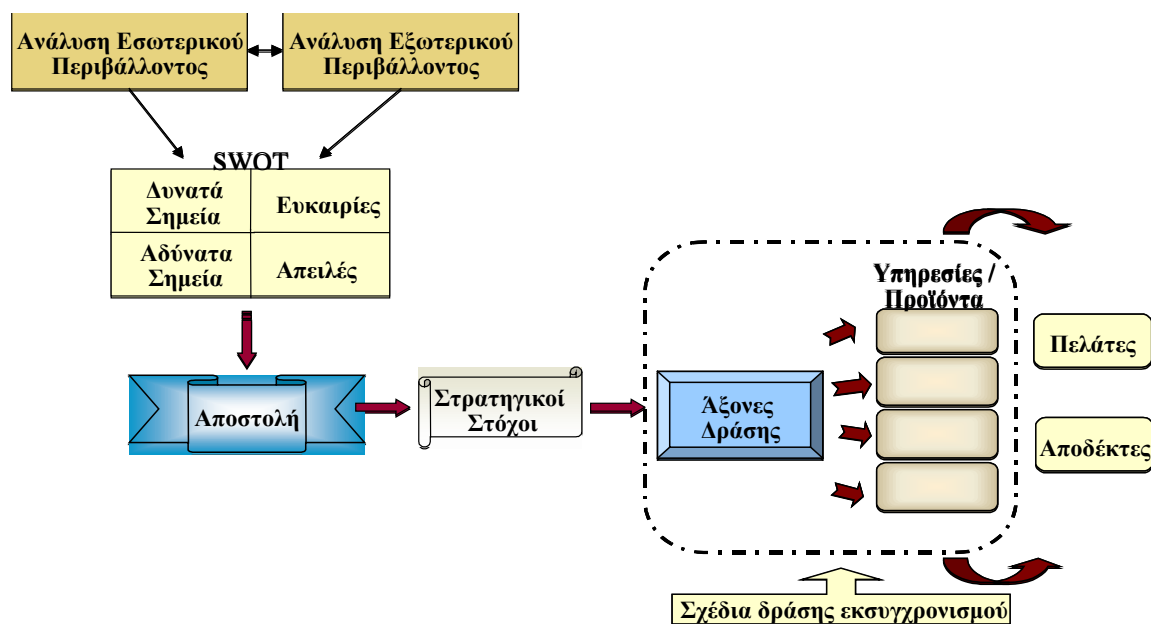 Ανάλυση Εσωτερικού
Περιβάλλοντος
Ανάλυση Εξωτερικού
Περιβάλλοντος
SWOT
Δυνατά
Σημεία
Ευκαιρίες
Αδύνατα
Σημεία
Απειλές
Αποστολή
Στρατηγικοί
Στόχοι
Άξονες
Δράσης
Υπηρεσίες /
Προϊόντα
Πελάτες
Αποδέκτες
Σχέδια δράσης εκσυγχρονισμού